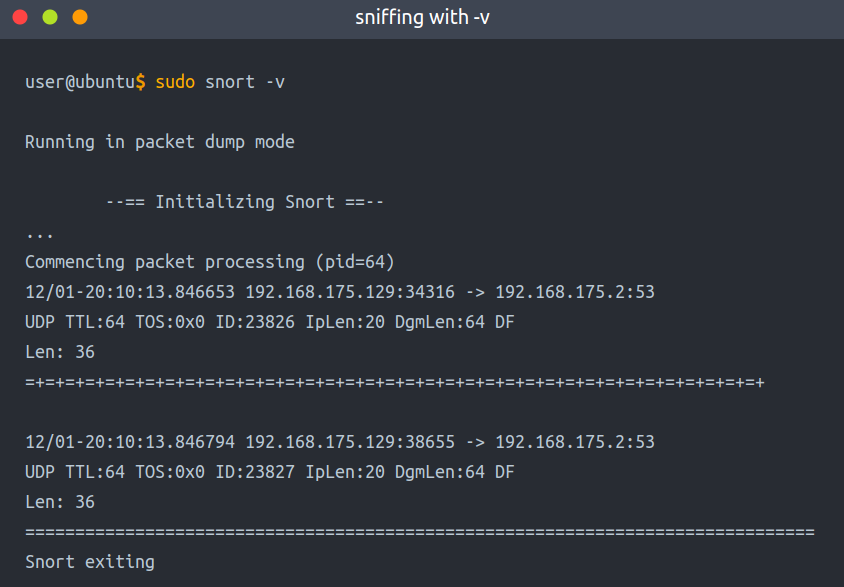 sniffing with -v
user@ubuntu$ sudo snort -v
Running in packet dump mode
--== Initializing Snort ==--
...
Commencing packet processing (pid=64)
12/01-20:10:13.846653 192.168.175.129:34316 -> 192.168.175.2:53
UDP TTL:64 TOS:0x0 ID:23826 IpLen:20 DgmLen:64 DF
Len: 36
=+=+=+=+=+=+=+=+=+=+=+=+=+=+=+=+=+=+=+=+=+=+=+=+=+=+=+=+=+=+=+=+=+=+=+=+=+
12/01-20:10:13.846794 192.168.175.129:38655 -> 192.168.175.2:53
UDP TTL:64 TOS:0x0 ID:23827 IpLen:20 DgmLen:64 DF
Len: 36
===============================================================================
Snort exiting